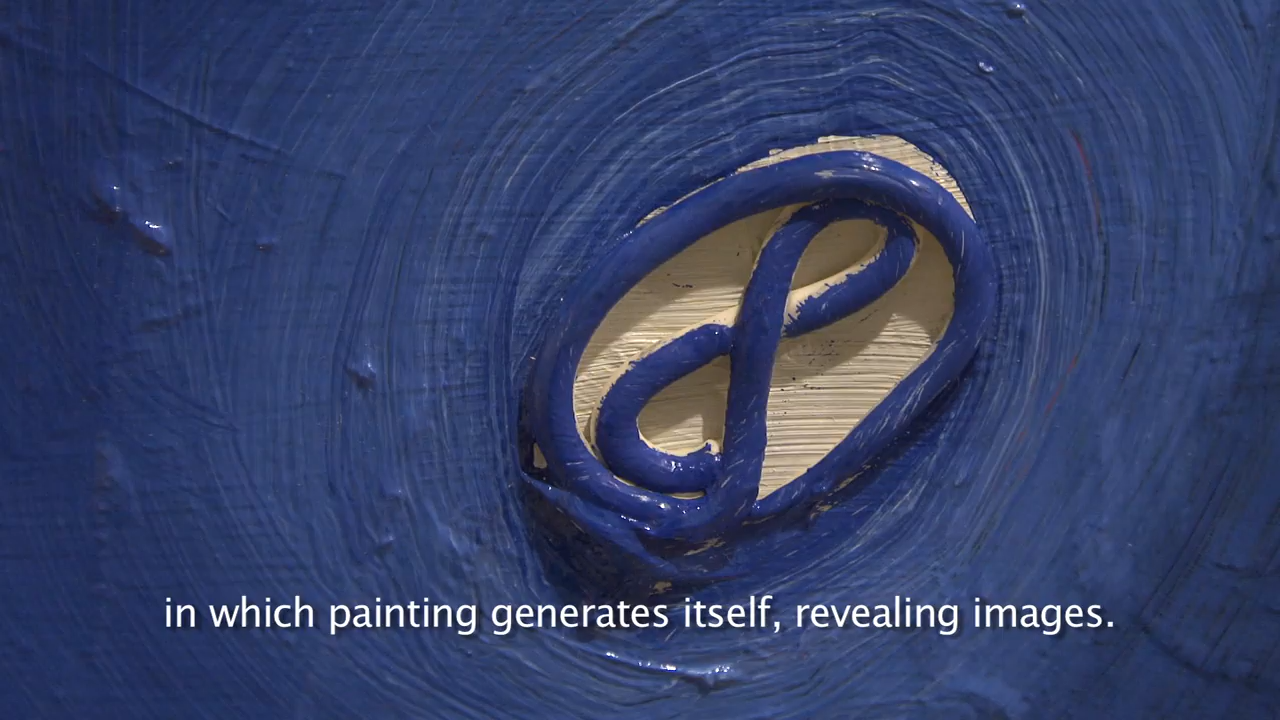 in which painting generates itself, revealing images.